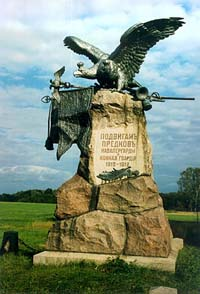 ПОДВИГАМЪ
ПРЕДКОВЪ
КАВАЛЕРГАРДЫ
и
КОННАЯ ГВАРДІЯ
1812–1912